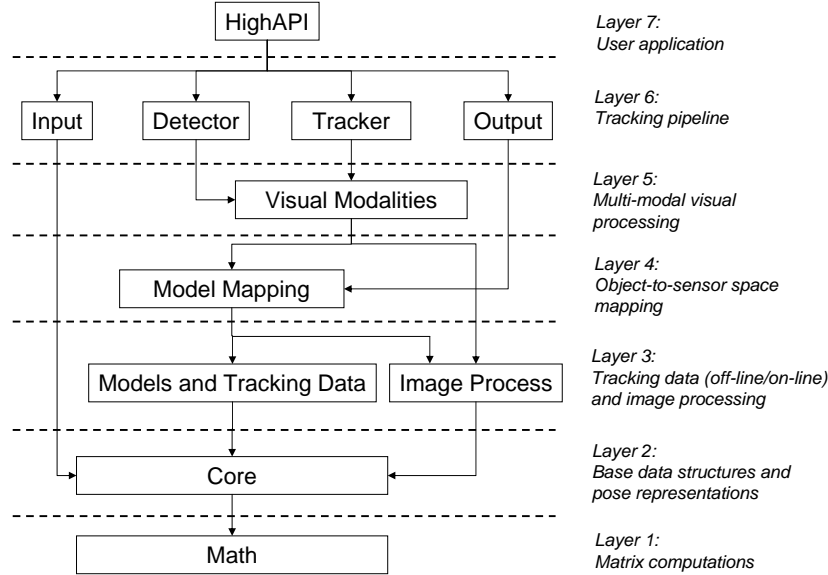 HighAPI
Layer 7:
User application
Input
Detector
Tracker
Output
Layer 6:
Tracking pipeline
Visual Modalities
Layer 5:
Multi-modal visual
processing
Model Mapping
Layer 4:
Object-to-sensor space
mapping
Models and Tracking Data
Image Process
Layer 3:
Tracking data (off-line/on-line)
and image processing
Core
Layer 2:
Base data structures and
pose representations
Math
Layer 1:
Matrix computations